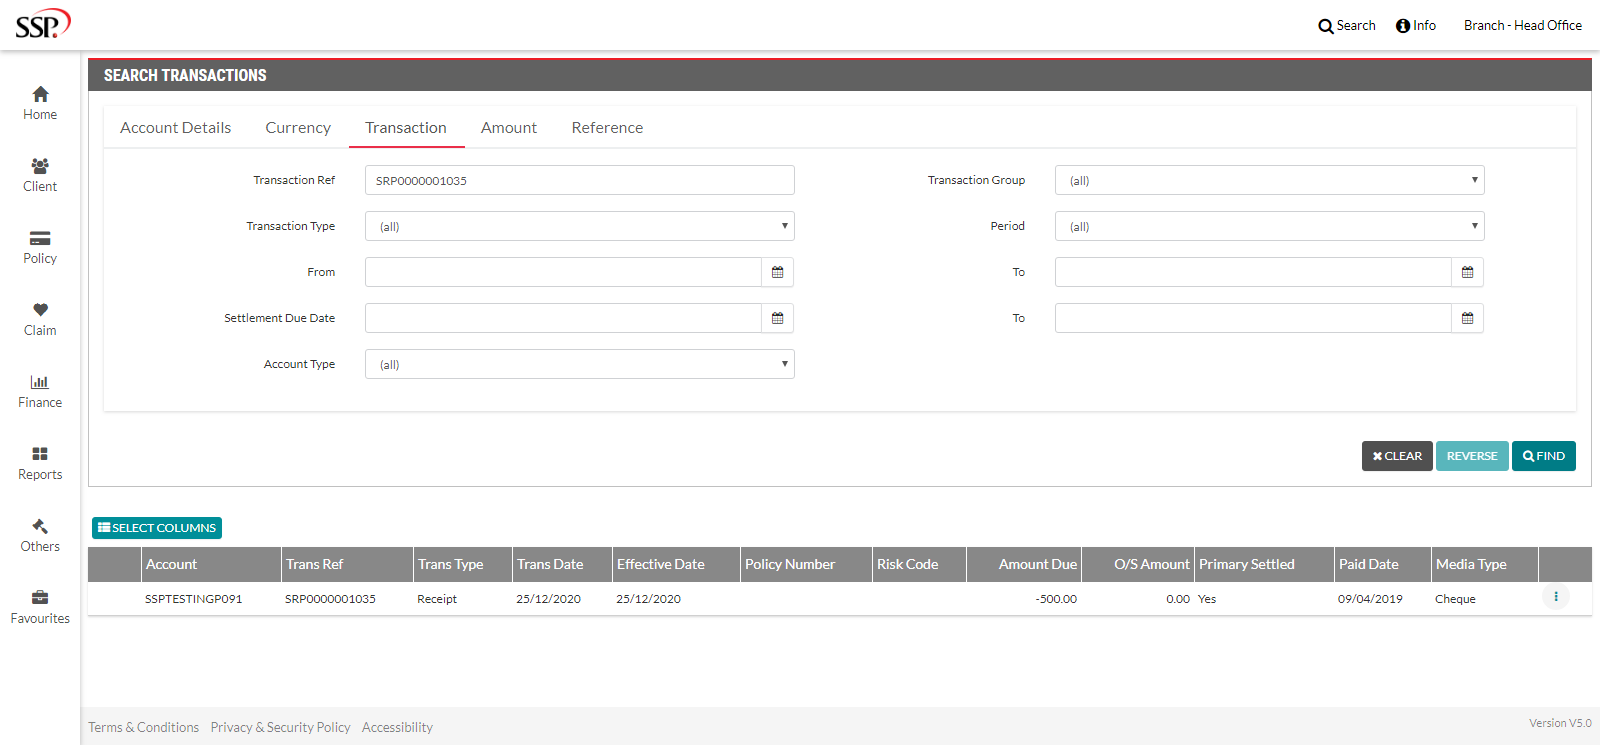 SSP.
Search Info Branch - Head Office
SEARCH TRANSACTIONS
Home
Client
Policy
Claim
Finance
Reports
Others
Favourites
Account Details Currency Transaction Amount Reference
Transaction Ref SRP0000001035 Transaction Group (all)
Transaction Type (all) Period (all)
From To
Settlement Due Date To
Account Type (all)
CLEAR REVERSE FIND
SELECT COLUMNS
Account Trans Ref Trans Type Trans Date Effective Date Policy Number Risk Code Amount Due O/S Amount Primary Settled Paid Date Media Type
SSPTESTINGP091 SRP0000001035 Receipt 25/12/2020 25/12/2020 -500.00 0.00 Yes 09/04/2019 Cheque
Terms & Conditions Privacy & Security Policy Accessibility Version V5.0